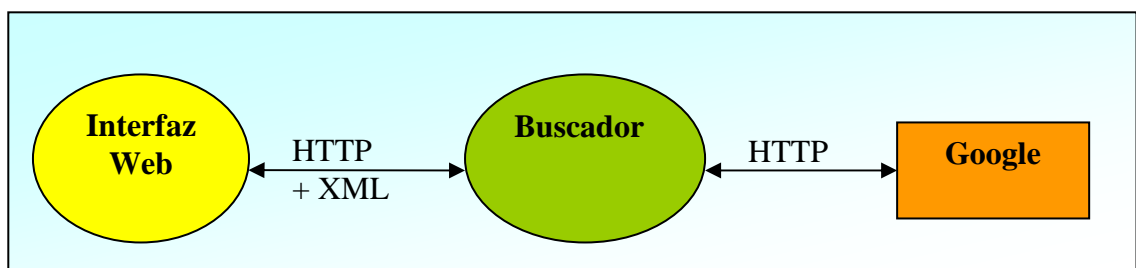 Interfaz
Web
HTTP
+ XML
Buscador
HTTP
Google